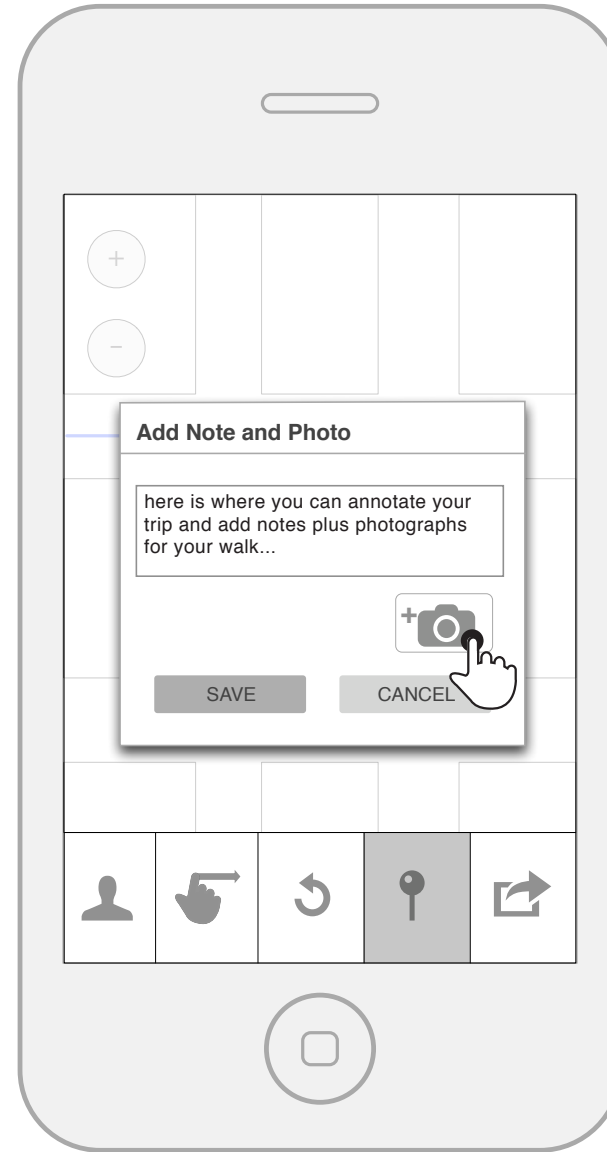 +
−
Add Note and Photo
here is where you can annotate your
trip and add notes plus photographs
for your walk...
+
SAVE
CANCEL